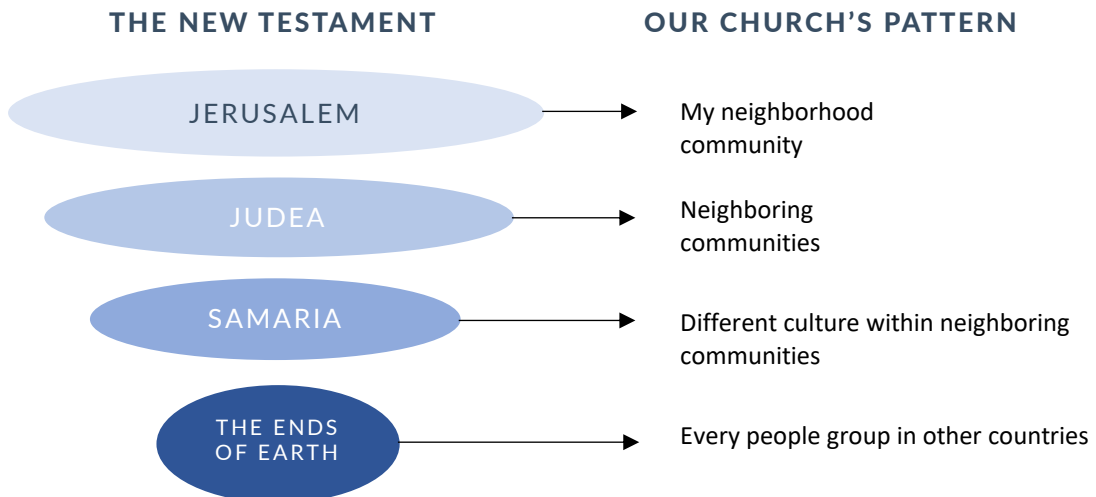 THE NEW TESTAMENT
OUR CHURCH’S PATTERN
JERUSALEM
My neighborhood
community
JUDEA
Neighboring
communities
SAMARIA
Different culture within neighboring
communities
THE ENDS
OF EARTH
Every people group in other countries